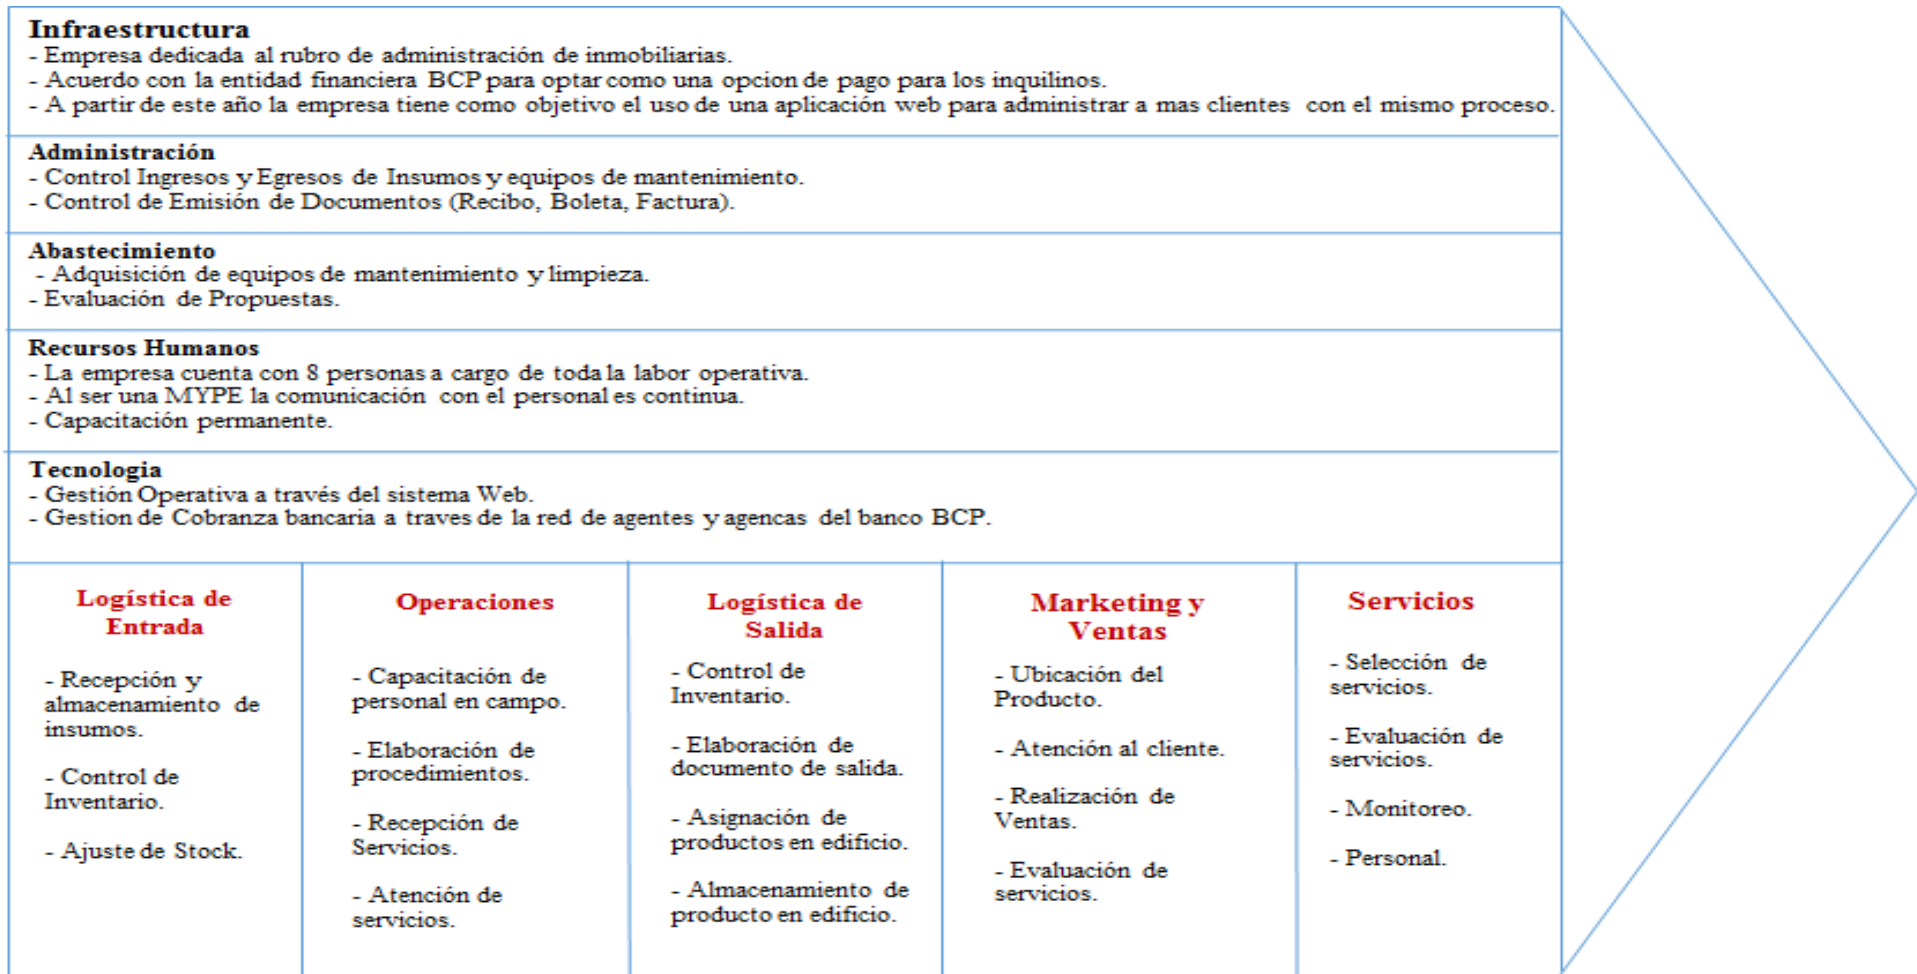 Infraestructura
- Empresa dedicada al rubro de administración de inmobiliarias.
- Acuerdo con la entidad financiera BCP para optar como una opcion de pago para los inquilinos.
- A partir de este año la empresa tiene como objetivo el uso de una aplicación web para administrar a mas clientes con el mismo proceso.
Administración
- Control Ingresos y Egresos de Insumos y equipos de mantenimiento.
- Control de Emisión de Documentos (Recibo, Boleta, Factura).
Abastecimiento
- Adquisición de equipos de mantenimiento y limpieza.
- Evaluación de Propuestas.
Recursos Humanos
- La empresa cuenta con 8 personas a cargo de toda la labor operativa.
- Al ser una MYPE la comunicación con el personal es continua.
- Capacitación permanente.
Tecnologia
- Gestión Operativa a través del sistema Web.
- Gestion de Cobranza bancaria a traves de la red de agentes y agencas del banco BCP.
Logística de
Entrada
- Recepción y
almacenamiento de
insumos.
- Control de
Inventario.
- Ajuste de Stock.
Operaciones
- Capacitación de
personal en campo.
- Elaboración de
procedimientos.
- Recepción de
Servicios.
- Atención de
servicios.
Logística de
Salida
- Control de
Inventario.
- Elaboración de
documento de salida.
- Asignación de
productos en edificio.
- Almacenamiento de
producto en edificio.
Marketing y
Ventas
- Ubicación del
Producto.
- Atención al cliente.
- Realización de
Ventas.
- Evaluación de
servicios.
Servicios
- Selección de
servicios.
- Evaluación de
servicios.
- Monitoreo.
- Personal.